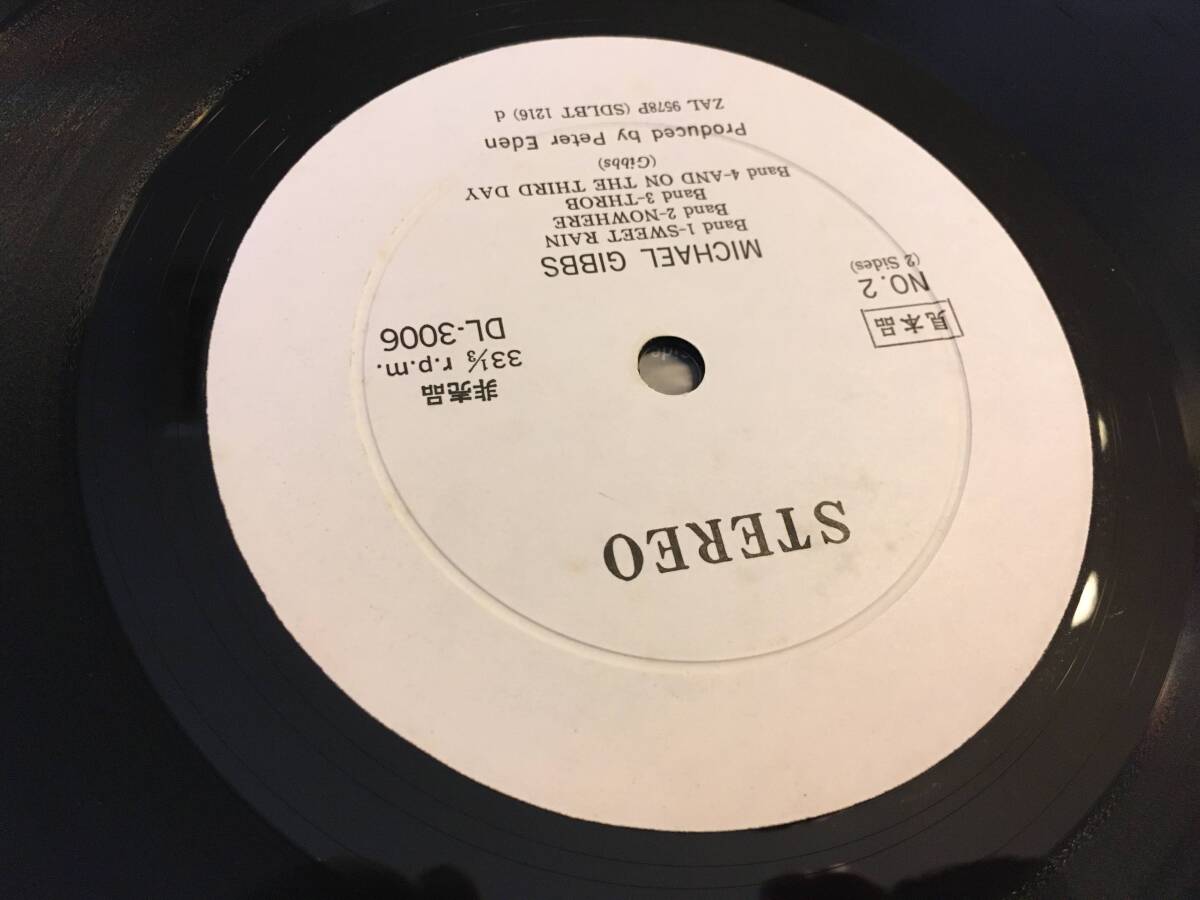 STEREO
見本品
NO.2
(2 Sides)
非売品
33⅓ r.p.m.
DL-3006
MICHAEL GIBBS
Band 1-SWEET RAIN
Band 2-NOWHERE
Band 3-THROB
Band 4-AND ON THE THIRD DAY
(Gibbs)
Produced by Peter Eden
ZAL 9578P (SDLBT 1216) d